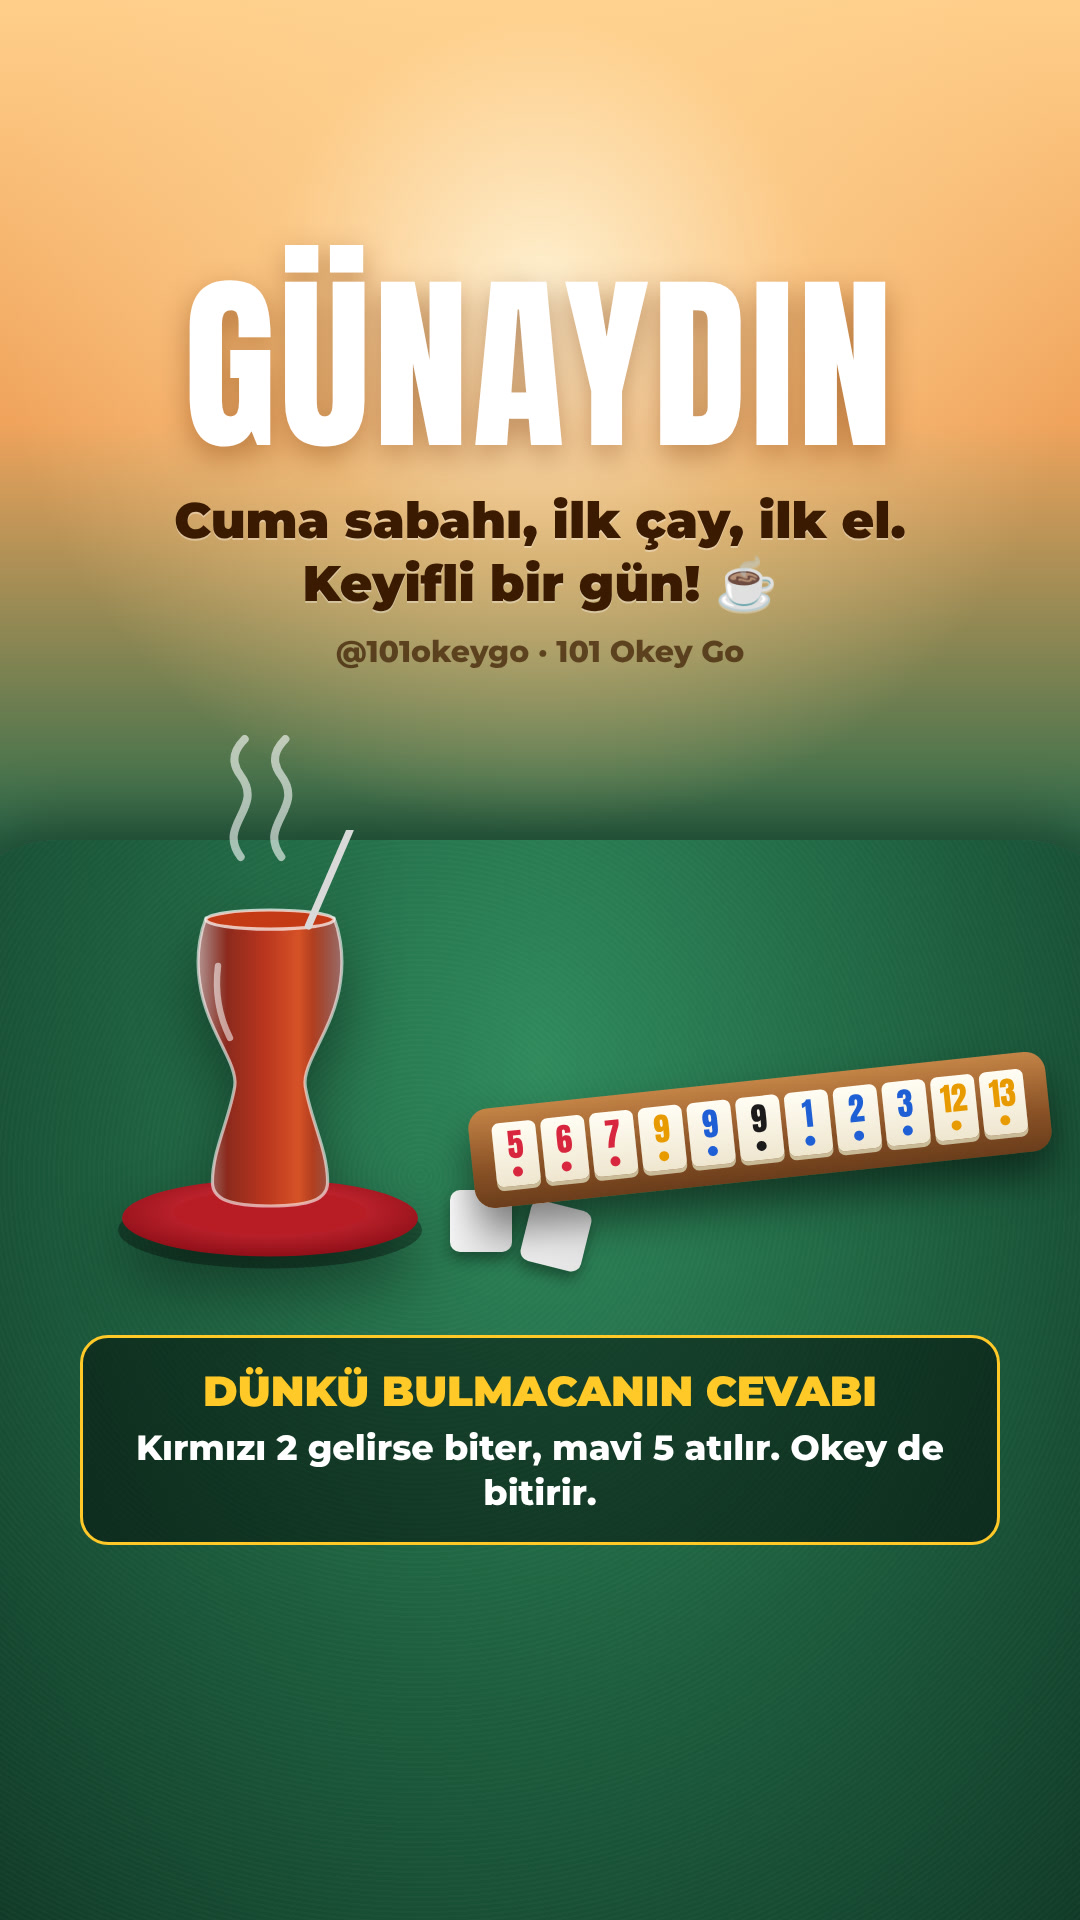 GÜNAYDIN
Cuma sabahı, ilk çay, ilk el.
Keyifli bir gün! ☕
@101okeygo · 101 Okey Go
5 6 7 9 9 9 1 2 3 12 13
DÜNKÜ BULMACANIN CEVABI
Kırmızı 2 gelirse biter, mavi 5 atılır. Okey de
bitirir.